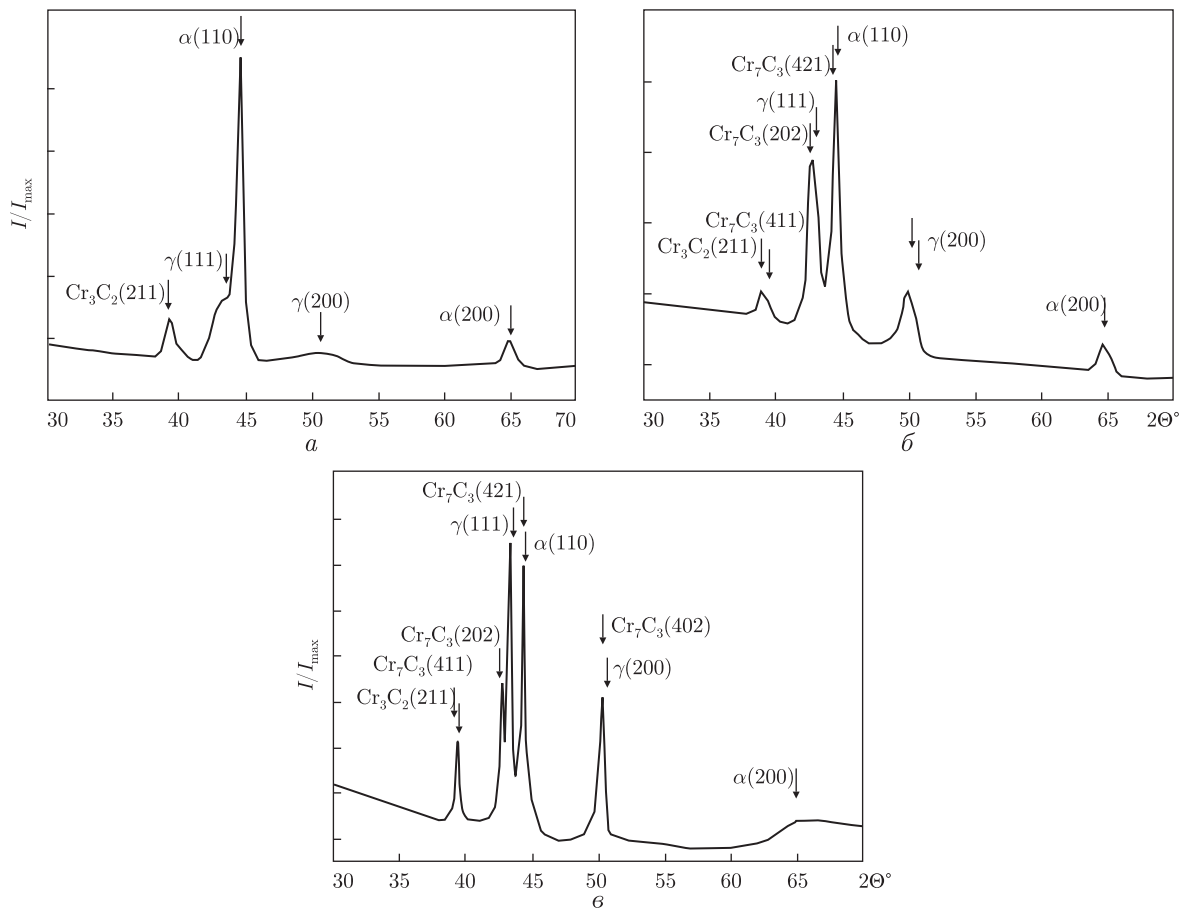 α(110)
γ(111)
Cr₃C₂(211)
γ(200)
α(200)
I/Iₘₐₓ
30 35 40 45 50 55 60 65 70
а
α(110)
Cr₇C₃(421)
γ(111)
Cr₇C₃(202)
Cr₇C₃(411)
Cr₃C₂(211)
γ(200)
α(200)
30 35 40 45 50 55 60 65 2Θ°
б
Cr₇C₃(421)
γ(111)
α(110)
Cr₇C₃(202)
Cr₇C₃(411)
Cr₃C₂(211)
Cr₇C₃(402)
γ(200)
α(200)
I/Iₘₐₓ
30 35 40 45 50 55 60 65 2Θ°
в